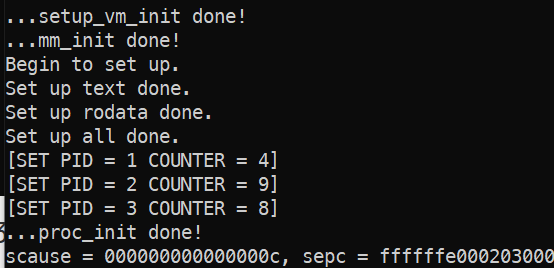 ...setup_vm_init done!
...mm_init done!
Begin to set up.
Set up text done.
Set up rodata done.
Set up all done.
[SET PID = 1 COUNTER = 4]
[SET PID = 2 COUNTER = 9]
[SET PID = 3 COUNTER = 8]
...proc_init done!
scause = 000000000000000c, sepc = ffffffe000203000